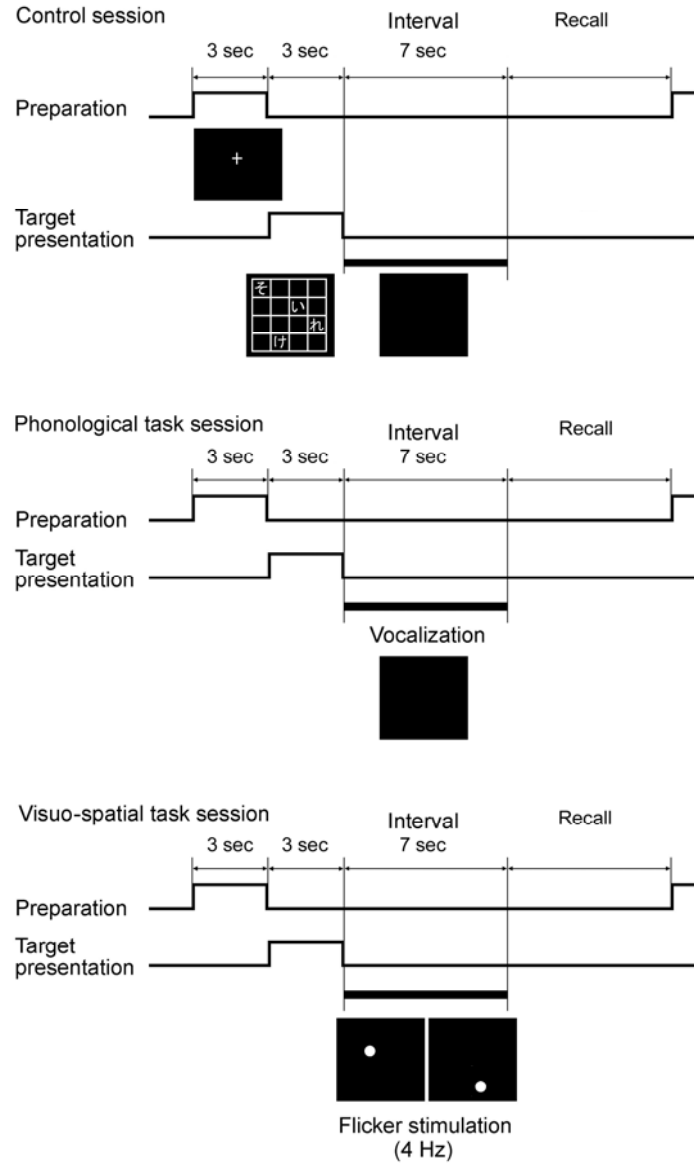 Control session
Interval
Recall
3 sec 3 sec 7 sec
Preparation
Target
presentation
そ
い
れ
け
Phonological task session
Interval
Recall
3 sec 3 sec 7 sec
Preparation
Target
presentation
Vocalization
Visuo-spatial task session
Interval
Recall
3 sec 3 sec 7 sec
Preparation
Target
presentation
Flicker stimulation
(4 Hz)